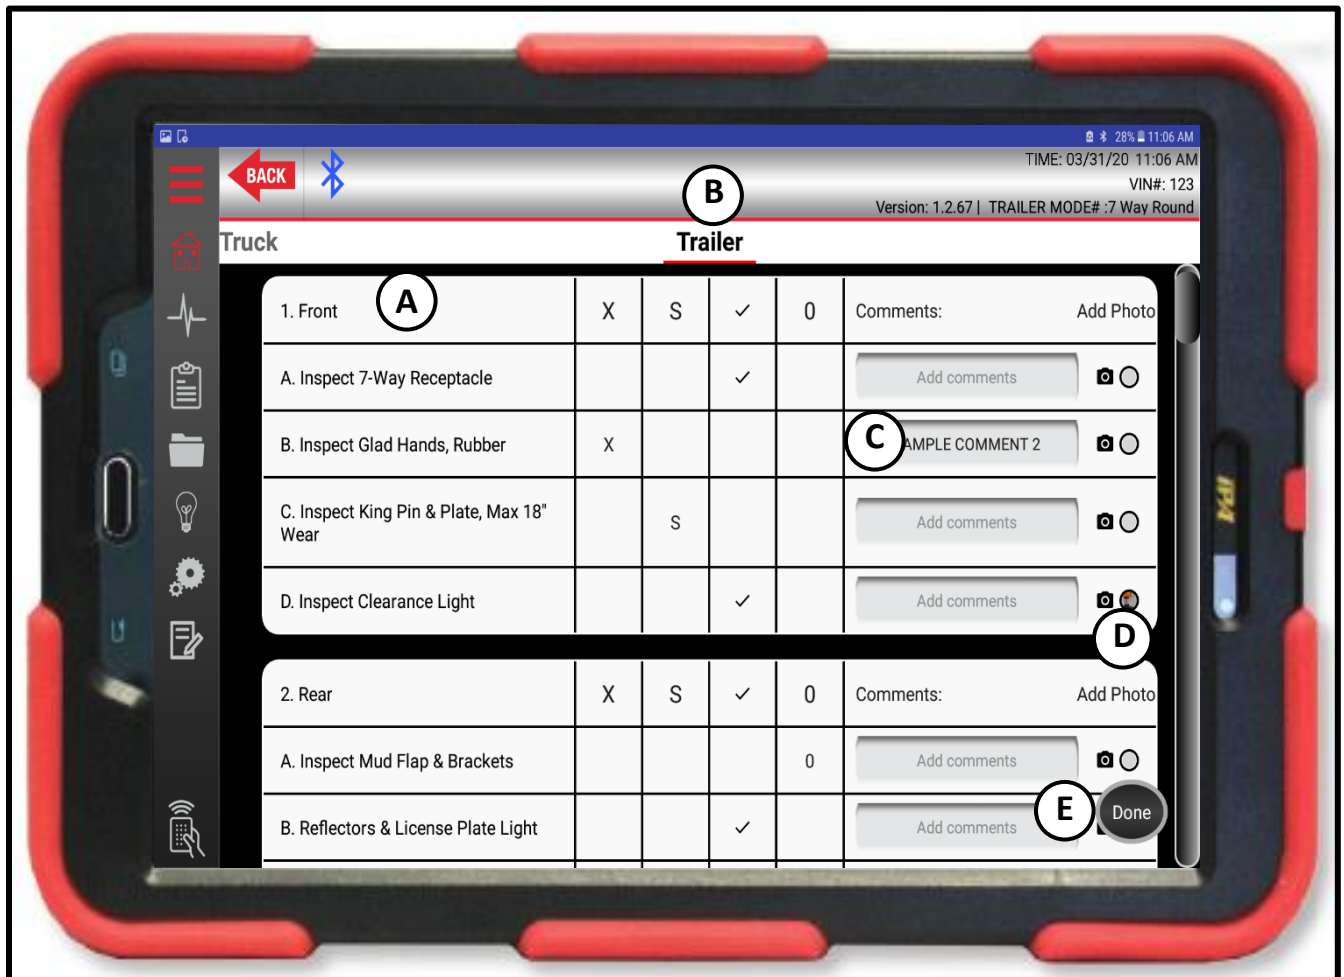 28% 11:06 AM
BACK
TIME: 03/31/20 11:06 AM
VIN#: 123
Version: 1.2.67 | TRAILER MODE# :7 Way Round
B
Truck
Trailer
1. Front
A
X
S
✓
0
Comments:
Add Photo
A. Inspect 7-Way Receptacle
✓
Add comments
B. Inspect Glad Hands, Rubber
X
C
AMPLE COMMENT 2
C. Inspect King Pin & Plate, Max 18"
Wear
S
Add comments
D. Inspect Clearance Light
✓
Add comments
D
2. Rear
X
S
✓
0
Comments:
Add Photo
A. Inspect Mud Flap & Brackets
0
Add comments
B. Reflectors & License Plate Light
✓
Add comments
E
Done
IPA